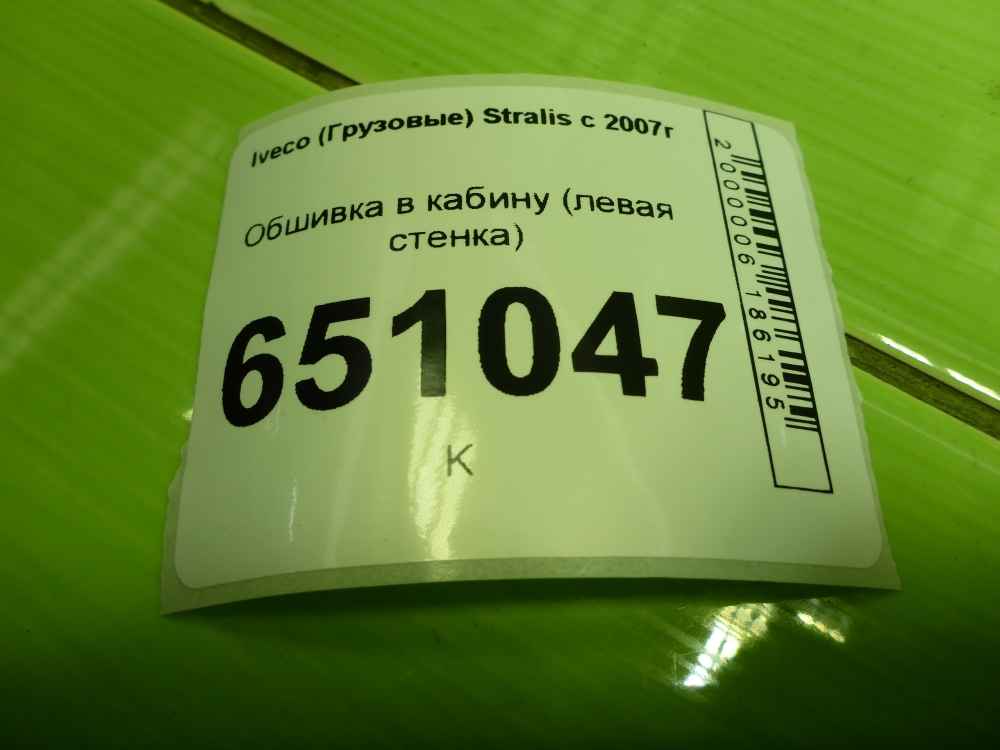 Iveco (Грузовые) Stralis с 2007г
Обшивка в кабину (левая
стенка)
651047
К
2000006186195